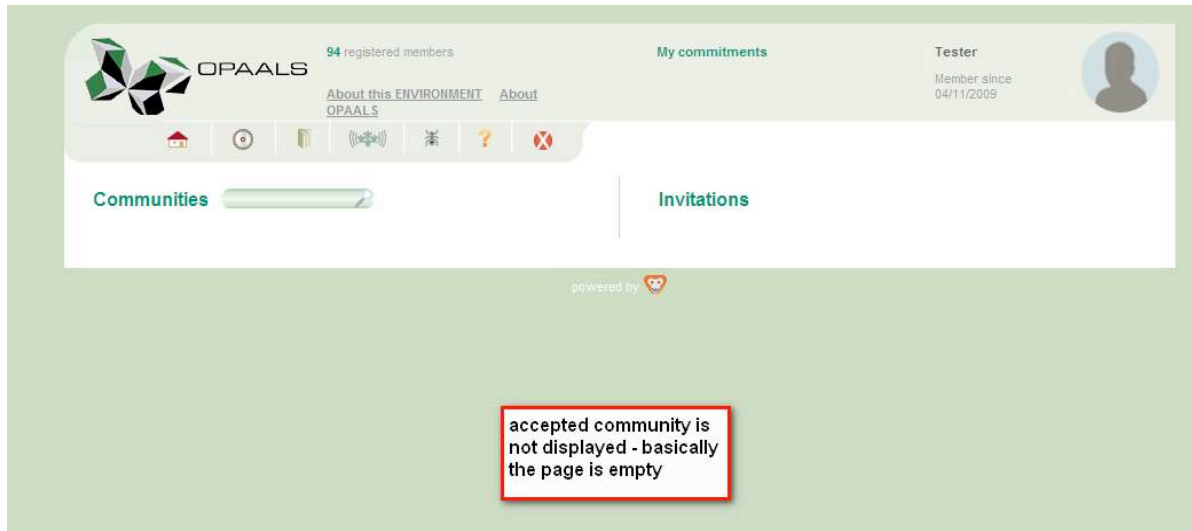 OPAALS
94 registered members
About this ENVIRONMENT About
OPAALS
My commitments
Tester
Member since
04/11/2009
Communities
Invitations
powered by
accepted community is
not displayed - basically
the page is empty